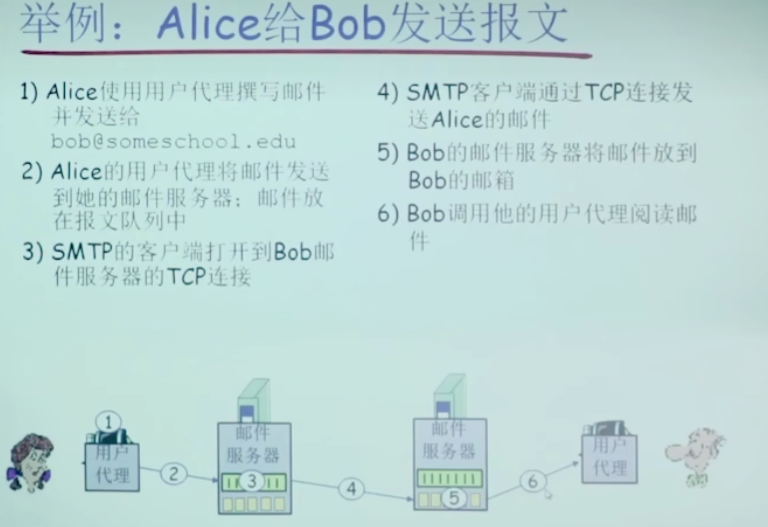 举例：Alice给Bob发送报文
1) Alice使用用户代理撰写邮件
并发送给
bob@someschool.edu
2) Alice的用户代理将邮件发送
到她的邮件服务器；邮件放
在报文队列中
3) SMTP的客户端打开到Bob邮
件服务器的TCP连接
4) SMTP客户端通过TCP连接发
送Alice的邮件
5) Bob的邮件服务器将邮件放到
Bob的邮箱
6) Bob调用他的用户代理阅读邮
件
1
用户
代理
2
邮件
服务器
3
4
邮件
服务器
5
6
用户
代理